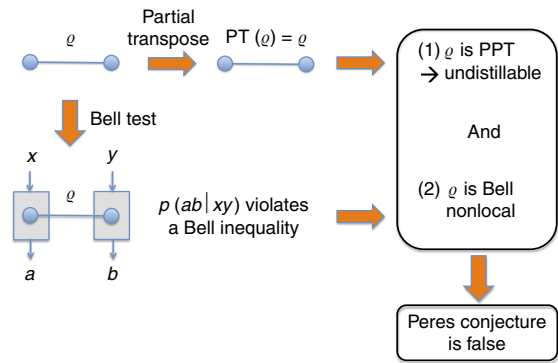 ϱ
Partial
transpose
PT (ϱ) = ϱ
(1) ϱ is PPT
→ undistillable
And
(2) ϱ is Bell
nonlocal
Bell test
x
y
ϱ
a
b
p (ab|xy) violates
a Bell inequality
Peres conjecture
is false